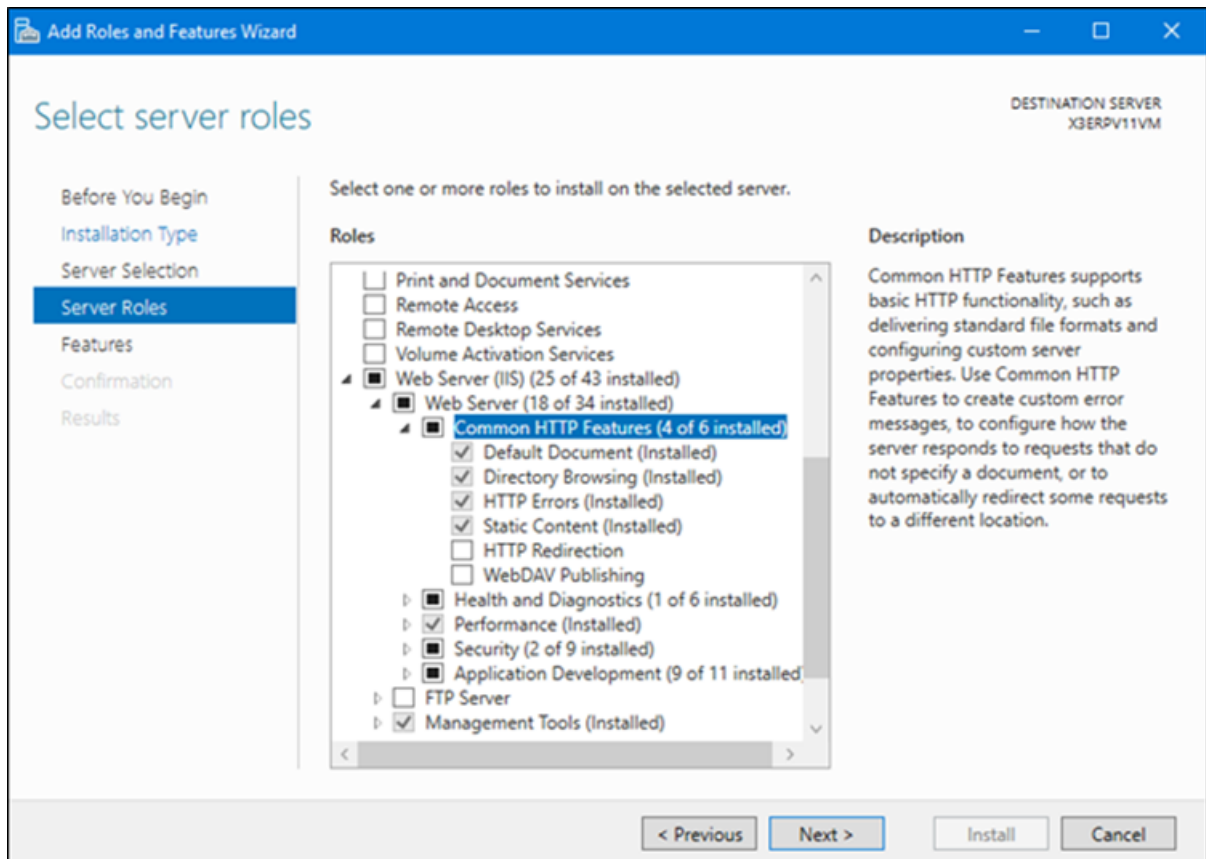 Add Roles and Features Wizard
Select server roles
DESTINATION SERVER
X3ERPV11VM
Before You Begin
Installation Type
Server Selection
Server Roles
Features
Confirmation
Results
Select one or more roles to install on the selected server.
Roles
Print and Document Services
Remote Access
Remote Desktop Services
Volume Activation Services
Web Server (IIS) (25 of 43 installed)
Web Server (18 of 34 installed)
Common HTTP Features (4 of 6 installed)
Default Document (Installed)
Directory Browsing (Installed)
HTTP Errors (Installed)
Static Content (Installed)
HTTP Redirection
WebDAV Publishing
Health and Diagnostics (1 of 6 installed)
Performance (Installed)
Security (2 of 9 installed)
Application Development (9 of 11 installed
FTP Server
Management Tools (Installed)
Description
Common HTTP Features supports
basic HTTP functionality, such as
delivering standard file formats and
configuring custom server
properties. Use Common HTTP
Features to create custom error
messages, to configure how the
server responds to requests that do
not specify a document, or to
automatically redirect some requests
to a different location.
< Previous
Next >
Install
Cancel